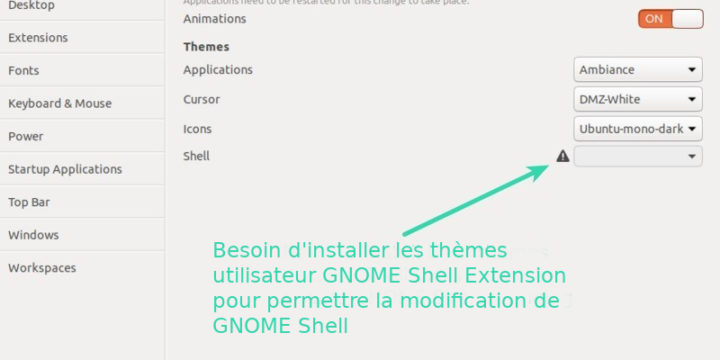 Applications need to be restarted for this change to take place.
Desktop
Animations ON
Extensions
Themes
Fonts
Applications Ambiance
Keyboard & Mouse
Cursor DMZ-White
Power
Icons Ubuntu-mono-dark
Startup Applications
Shell
Top Bar
Windows
Workspaces
Besoin d'installer les thèmes
utilisateur GNOME Shell Extension
pour permettre la modification de
GNOME Shell